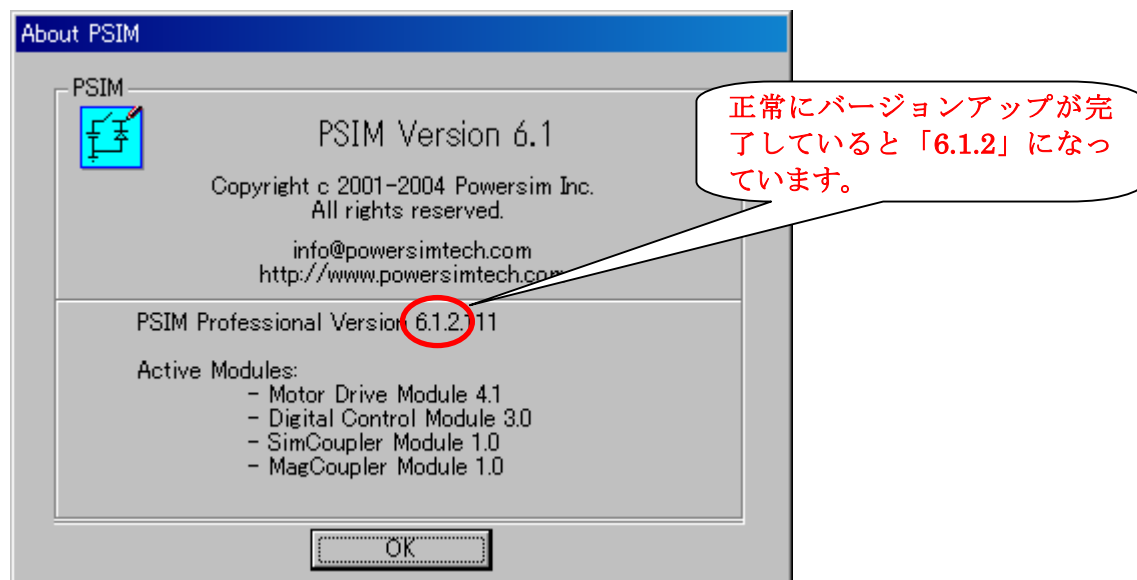 About PSIM
PSIM
PSIM Version 6.1
Copyright c 2001-2004 Powersim Inc.
All rights reserved.
info@powersimtech.com
http://www.powersimtech.com
PSIM Professional Version 6.1.2.111
Active Modules:
- Motor Drive Module 4.1
- Digital Control Module 3.0
- SimCoupler Module 1.0
- MagCoupler Module 1.0
OK
正常にバージョンアップが完
了していると「6.1.2」になっ
ています。